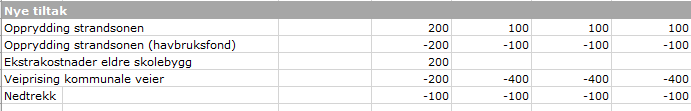 Nye tiltak
Opprydding strandsonen 200 100 100 100
Opprydding strandsonen (havbruksfond) -200 -100 -100 -100
Ekstrakostnader eldre skolebygg 200
Veiprising kommunale veier -200 -400 -400 -400
Nedtrekk -100 -100 -100 -100